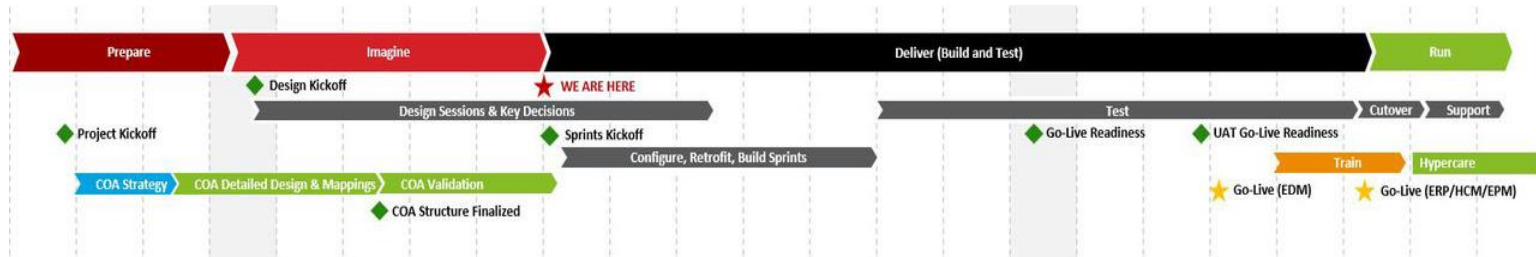 Prepare
Imagine
Deliver (Build and Test)
Run
Design Kickoff
WE ARE HERE
Design Sessions & Key Decisions
Test
Cutover
Support
Project Kickoff
Sprints Kickoff
Go-Live Readiness
UAT Go-Live Readiness
Configure, Retrofit, Build Sprints
Train
Hypercare
COA Strategy
COA Detailed Design & Mappings
COA Validation
Go-Live (EDM)
Go-Live (ERP/HCM/EPM)
COA Structure Finalized